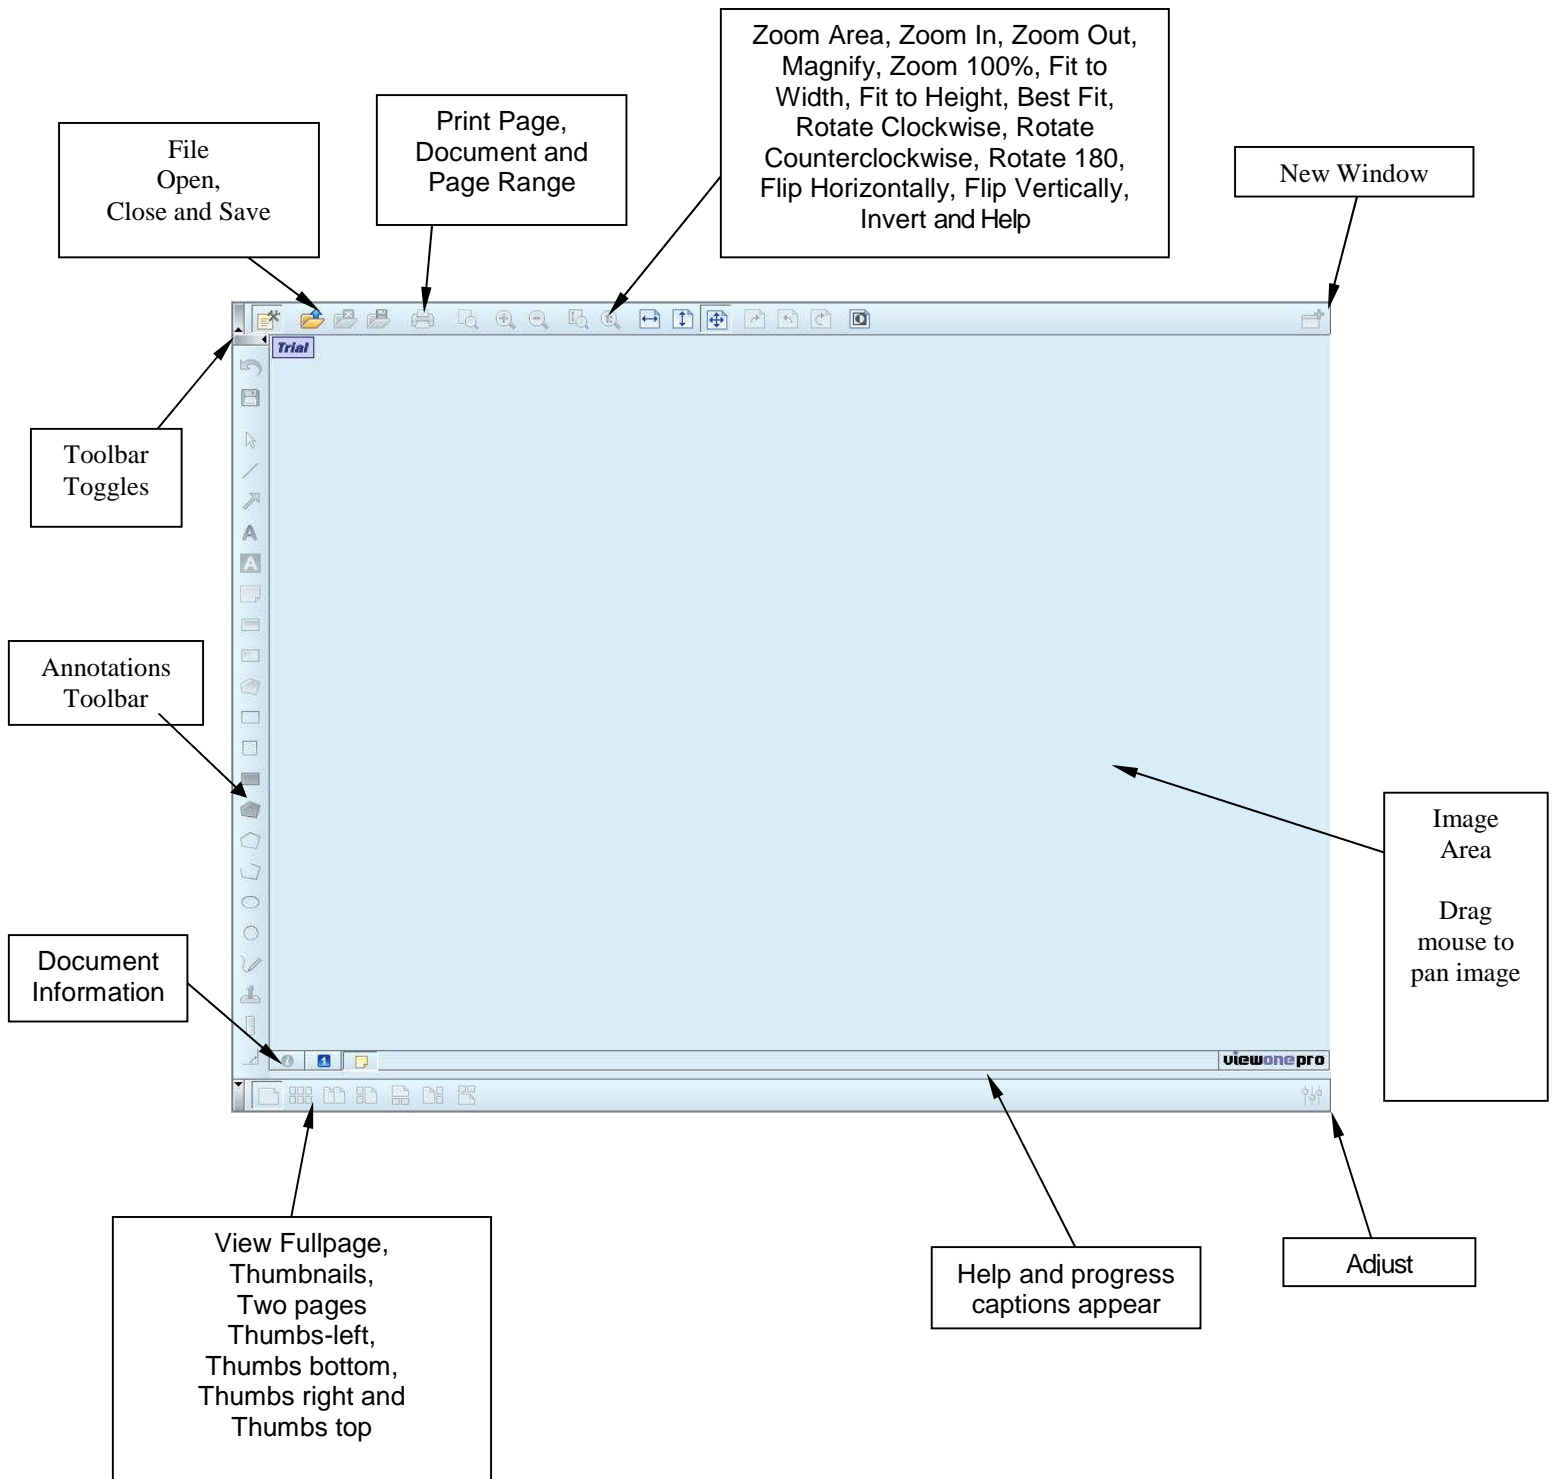 Zoom Area, Zoom In, Zoom Out,
Magnify, Zoom 100%, Fit to
Width, Fit to Height, Best Fit,
Rotate Clockwise, Rotate
Counterclockwise, Rotate 180,
Flip Horizontally, Flip Vertically,
Invert and Help
Print Page,
Document and
Page Range
File
Open,
Close and Save
New Window
Trial
Toolbar
Toggles
A
A
Annotations
Toolbar
Image
Area
Drag
mouse to
pan image
Document
Information
i
1
viewonepro
View Fullpage,
Thumbnails,
Two pages
Thumbs-left,
Thumbs bottom,
Thumbs right and
Thumbs top
Help and progress
captions appear
Adjust